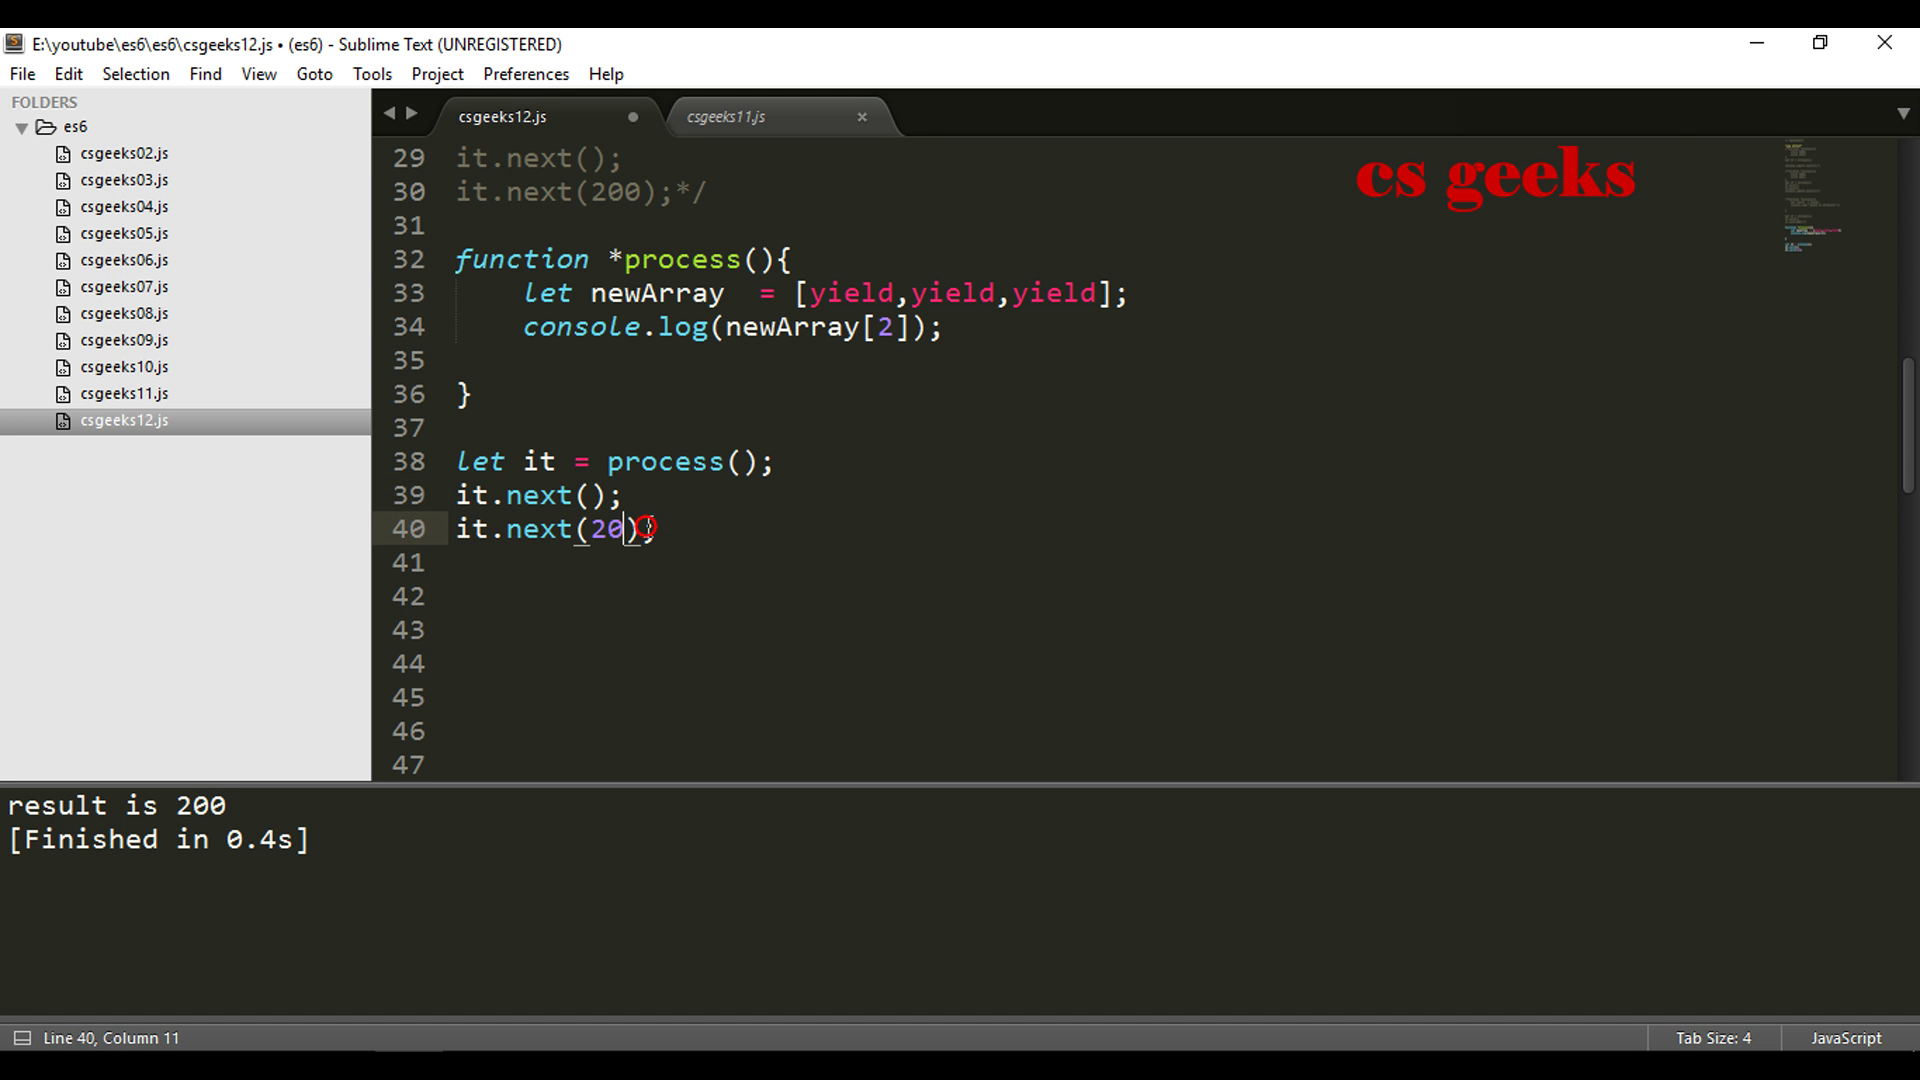 E:\youtube\es6\es6\csgeeks12.js • (es6) - Sublime Text (UNREGISTERED)
File Edit Selection Find View Goto Tools Project Preferences Help
FOLDERS
es6
csgeeks02.js
csgeeks03.js
csgeeks04.js
csgeeks05.js
csgeeks06.js
csgeeks07.js
csgeeks08.js
csgeeks09.js
csgeeks10.js
csgeeks11.js
csgeeks12.js
csgeeks12.js csgeeks11.js
cs geeks
29 it.next();
30 it.next(200);*/
31
32 function *process(){
33 let newArray = [yield,yield,yield];
34 console.log(newArray[2]);
35
36 }
37
38 let it = process();
39 it.next();
40 it.next(20);
41
42
43
44
45
46
47
result is 200
[Finished in 0.4s]
Line 40, Column 11 Tab Size: 4 JavaScript